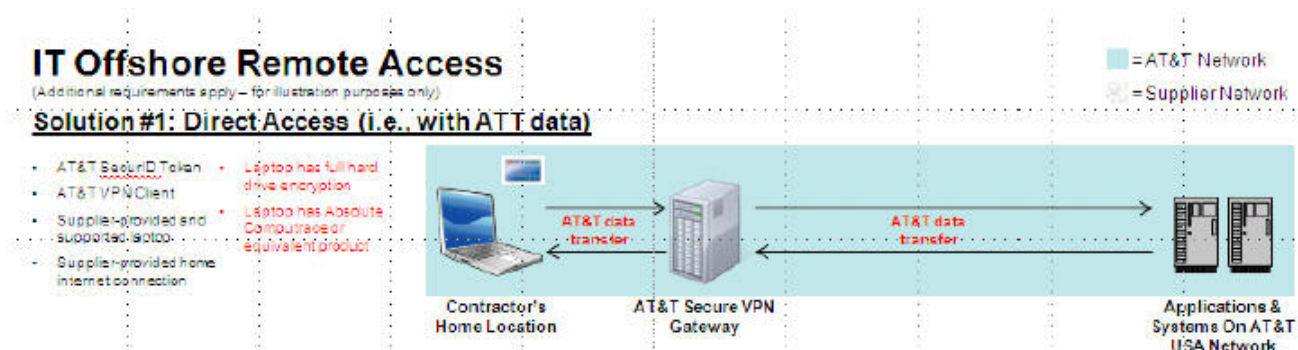 IT Offshore Remote Access
(Additional requirements apply – for illustration purposes only)
Solution #1: Direct Access (i.e., with ATT data)
= AT&T Network
= Supplier Network
• AT&T SecurID Token
• AT&T VPN Client
• Supplier-provided and
supported laptop
• Supplier-provided home
internet connection
• Laptop has full hard
drive encryption
• Laptop has Absolute
Computrace or
equivalent product
AT&T data
transfer
AT&T data
transfer
Contractor's
Home Location
AT&T Secure VPN
Gateway
Applications &
Systems On AT&T
USA Network